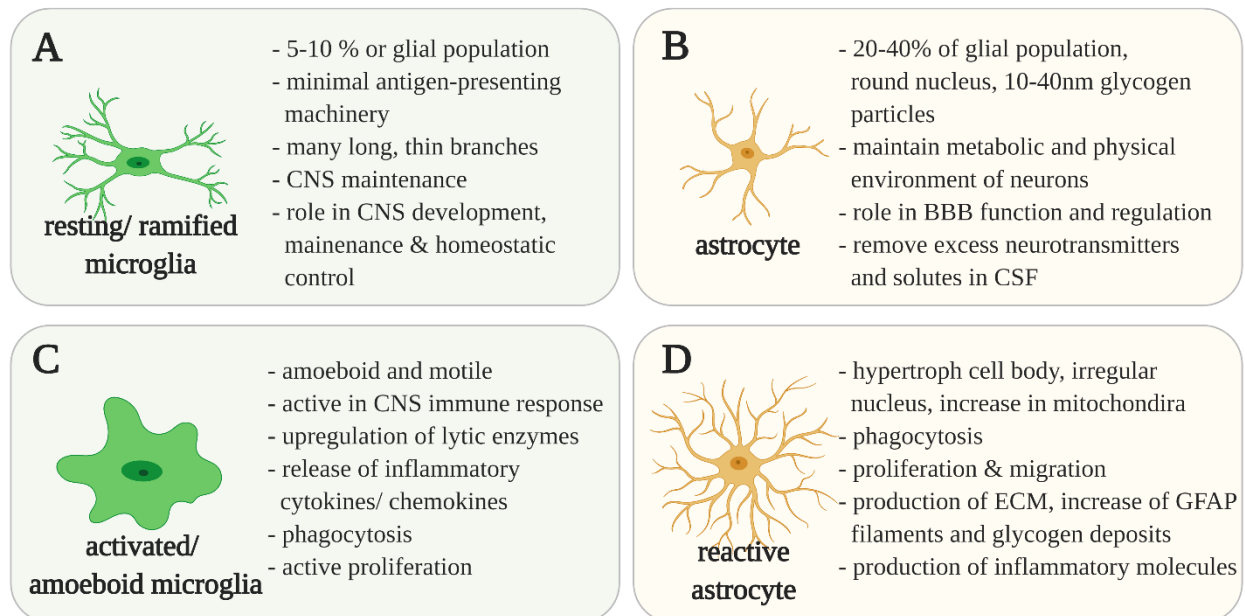 A
- 5-10 % or glial population
- minimal antigen-presenting
machinery
- many long, thin branches
- CNS maintenance
- role in CNS development,
mainenance & homeostatic
control
resting/ ramified
microglia
B
- 20-40% of glial population,
round nucleus, 10-40nm glycogen
particles
- maintain metabolic and physical
environment of neurons
- role in BBB function and regulation
- remove excess neurotransmitters
and solutes in CSF
astrocyte
C
- amoeboid and motile
- active in CNS immune response
- upregulation of lytic enzymes
- release of inflammatory
cytokines/ chemokines
- phagocytosis
- active proliferation
activated/
amoeboid microglia
D
- hypertroph cell body, irregular
nucleus, increase in mitochondira
- phagocytosis
- proliferation & migration
- production of ECM, increase of GFAP
filaments and glycogen deposits
- production of inflammatory molecules
reactive
astrocyte